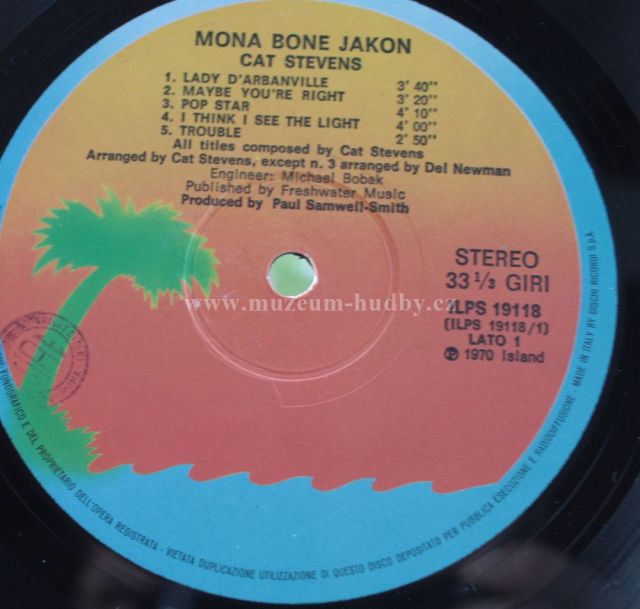 MONA BONE JAKON
CAT STEVENS
1. LADY D'ARBANVILLE 3' 40''
2. MAYBE YOU'RE RIGHT 3' 20''
3. POP STAR 4' 10''
4. I THINK I SEE THE LIGHT 4' 00''
5. TROUBLE 2' 50''
All titles composed by Cat Stevens
Arranged by Cat Stevens, except n. 3 arranged by Del Newman
Engineer: Michael Bobak
Published by Freshwater Music
Produced by Paul Samwell-Smith
STEREO
33 1/3 GIRI
www.muzeum-hudby.cz
ILPS 19118
(ILPS 19118/1)
LATO 1
℗ 1970 Island
FONOGRAFICO E DEL PROPRIETARIO DELL'OPERA REGISTRATA - VIETATA DUPLICAZIONE UTILIZZAZIONE DI QUESTO DISCO DEPOSITATO PER PUBBLICA ESECUZIONE E RADIODIFFUSIONE. MADE IN ITALY BY DISCHI RICORDI S.p.A.